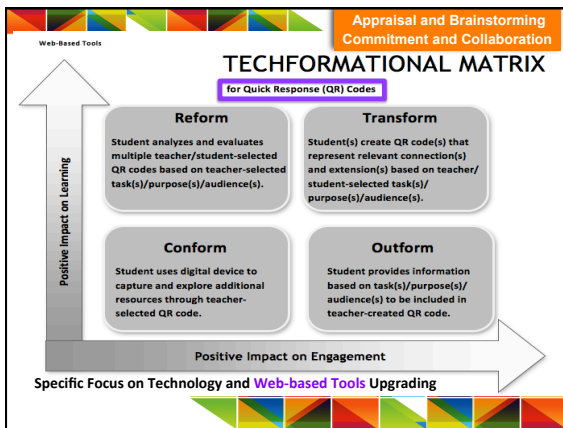 Appraisal and Brainstorming
Commitment and Collaboration
Web-Based Tools
TECHFORMATIONAL MATRIX
for Quick Response (QR) Codes
Reform
Student analyzes and evaluates
multiple teacher/student-selected
QR codes based on teacher-selected
task(s)/purpose(s)/audience(s).
Transform
Student(s) create QR code(s) that
represent relevant connection(s)
and extension(s) based on teacher/
student-selected task(s)/
purpose(s)/audience(s).
Positive Impact on Learning
Conform
Student uses digital device to
capture and explore additional
resources through teacher-
selected QR code.
Outform
Student provides information
based on task(s)/purpose(s)/
audience(s) to be included in
teacher-created QR code.
Positive Impact on Engagement
Specific Focus on Technology and Web-based Tools Upgrading